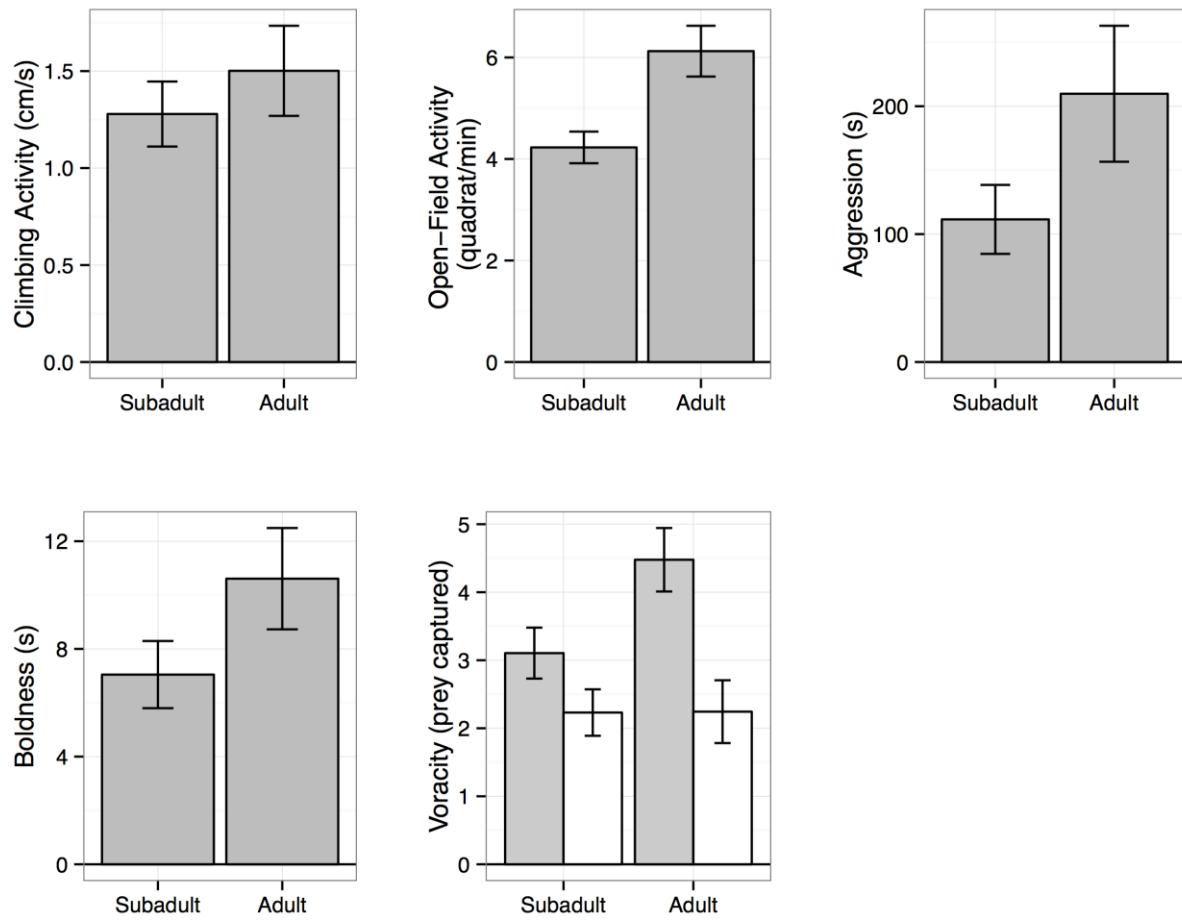 Climbing Activity (cm/s)
1.5
1.0
0.5
0.0
Subadult Adult
Open−Field Activity
(quadrat/min)
6
4
2
0
Subadult Adult
Aggression (s)
200
100
0
Subadult Adult
Boldness (s)
12
8
4
0
Subadult Adult
Voracity (prey captured)
5
4
3
2
1
0
Subadult Adult